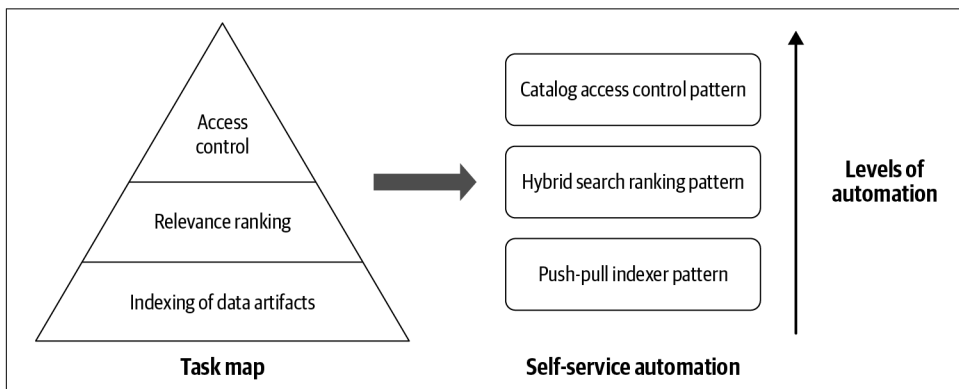 Access
control
Relevance ranking
Indexing of data artifacts
Task map
Catalog access control pattern
Hybrid search ranking pattern
Push-pull indexer pattern
Self-service automation
Levels of
automation